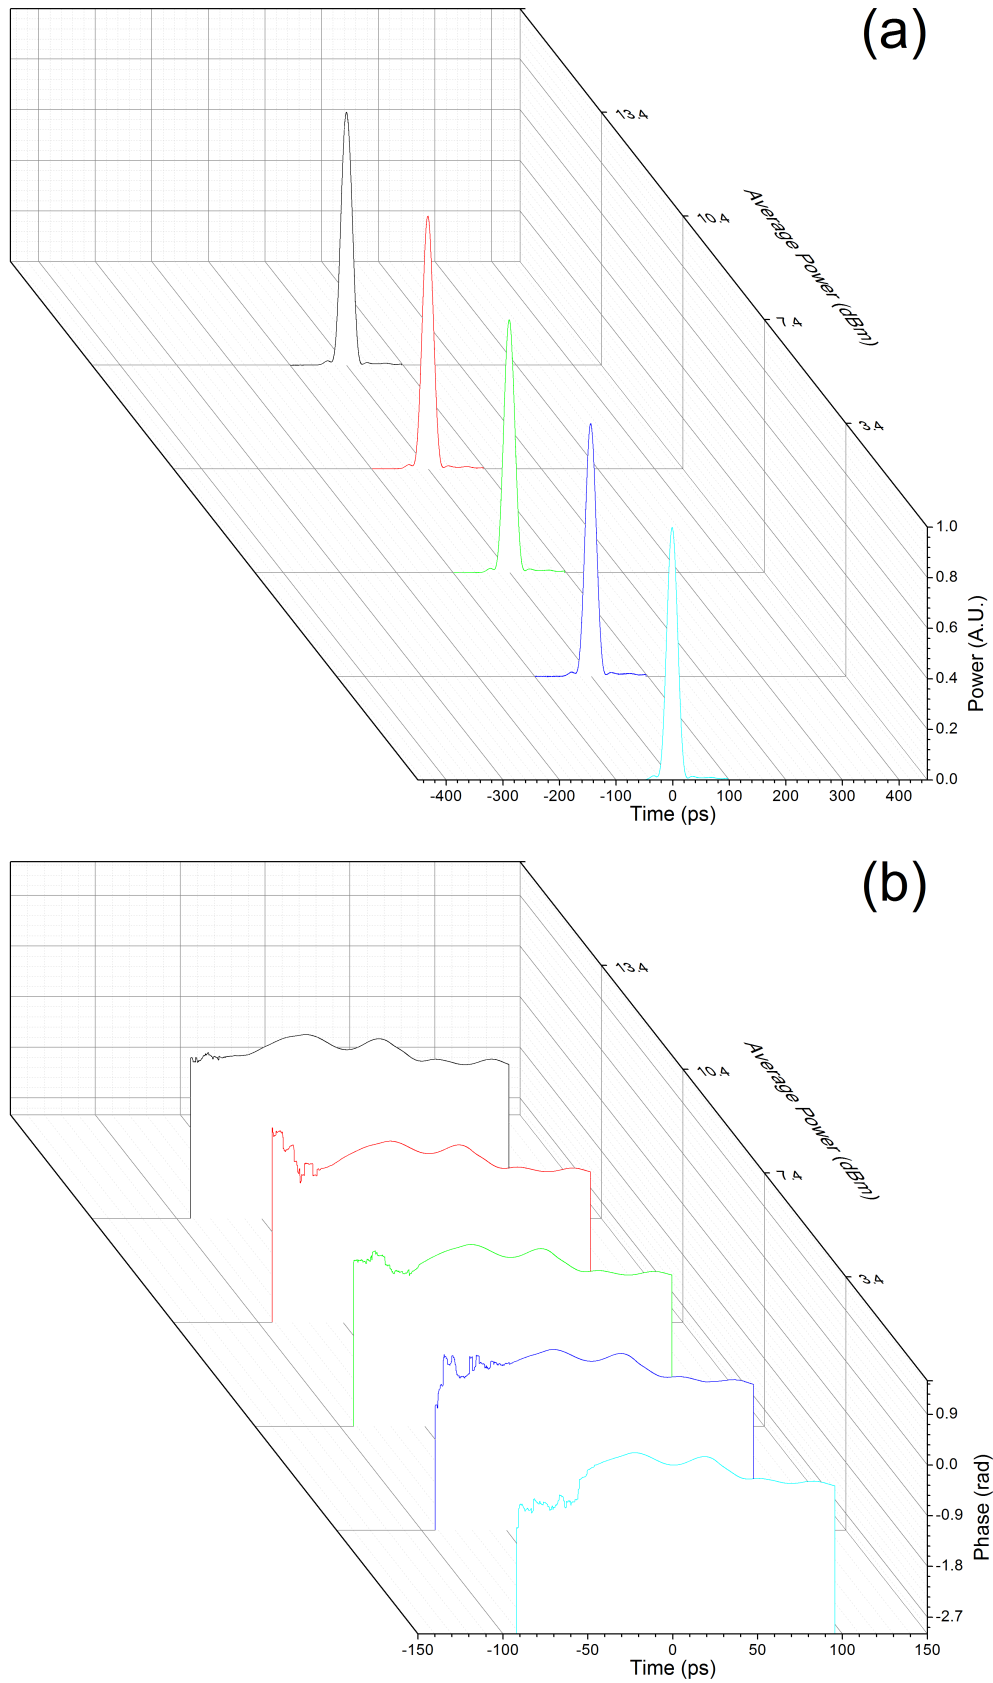 (a)
13.4
10.4
7.4
3.4
Average Power (dBm)
1.0
0.8
0.6
0.4
0.2
0.0
Power (A.U.)
-400 -300 -200 -100 0 100 200 300 400
Time (ps)
(b)
13.4
10.4
7.4
3.4
Average Power (dBm)
0.9
0.0
-0.9
-1.8
-2.7
Phase (rad)
-150 -100 -50 0 50 100 150
Time (ps)